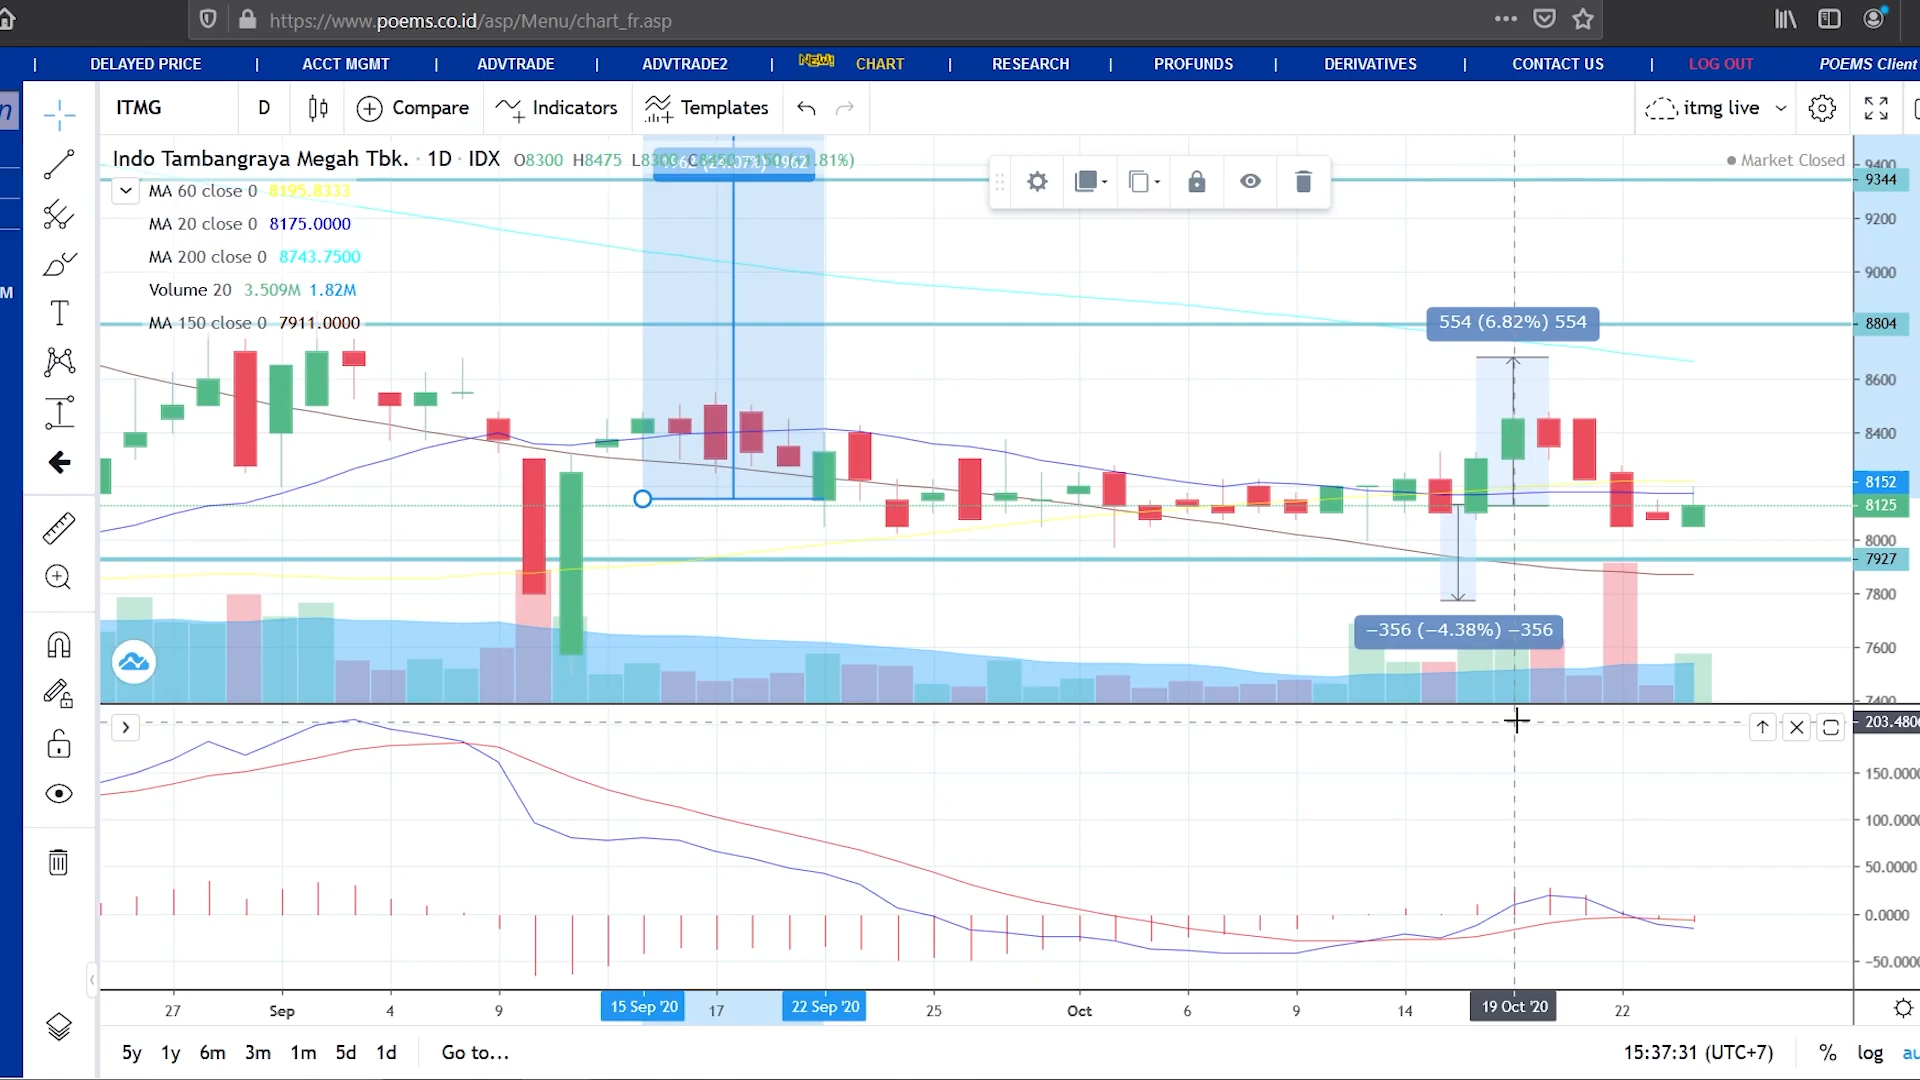 https://www.poems.co.id/asp/Menu/chart_fr.asp
| DELAYED PRICE | ACCT MGMT | ADVTRADE | ADVTRADE2 | NEW! CHART | RESEARCH | PROFUNDS | DERIVATIVES | CONTACT US | LOG OUT POEMS Client
n
M
ITMG D Compare Indicators Templates itmg live
Indo Tambangraya Megah Tbk. · 1D · IDX O8300 H8475 L8300 Market Closed
MA 60 close 0 8195.8333
MA 20 close 0 8175.0000
MA 200 close 0 8743.7500
Volume 20 3.509M 1.82M
MA 150 close 0 7911.0000
554 (6.82%) 554
−356 (−4.38%) −356
9400
9344
9200
9000
8804
8600
8400
8152
8125
8000
7927
7800
7600
7400
203.480
150.0000
100.0000
50.0000
0.0000
−50.0000
27 Sep 4 9 15 Sep '20 17 22 Sep '20 25 Oct 6 9 14 19 Oct '20 22
5y 1y 6m 3m 1m 5d 1d Go to... 15:37:31 (UTC+7) % log au